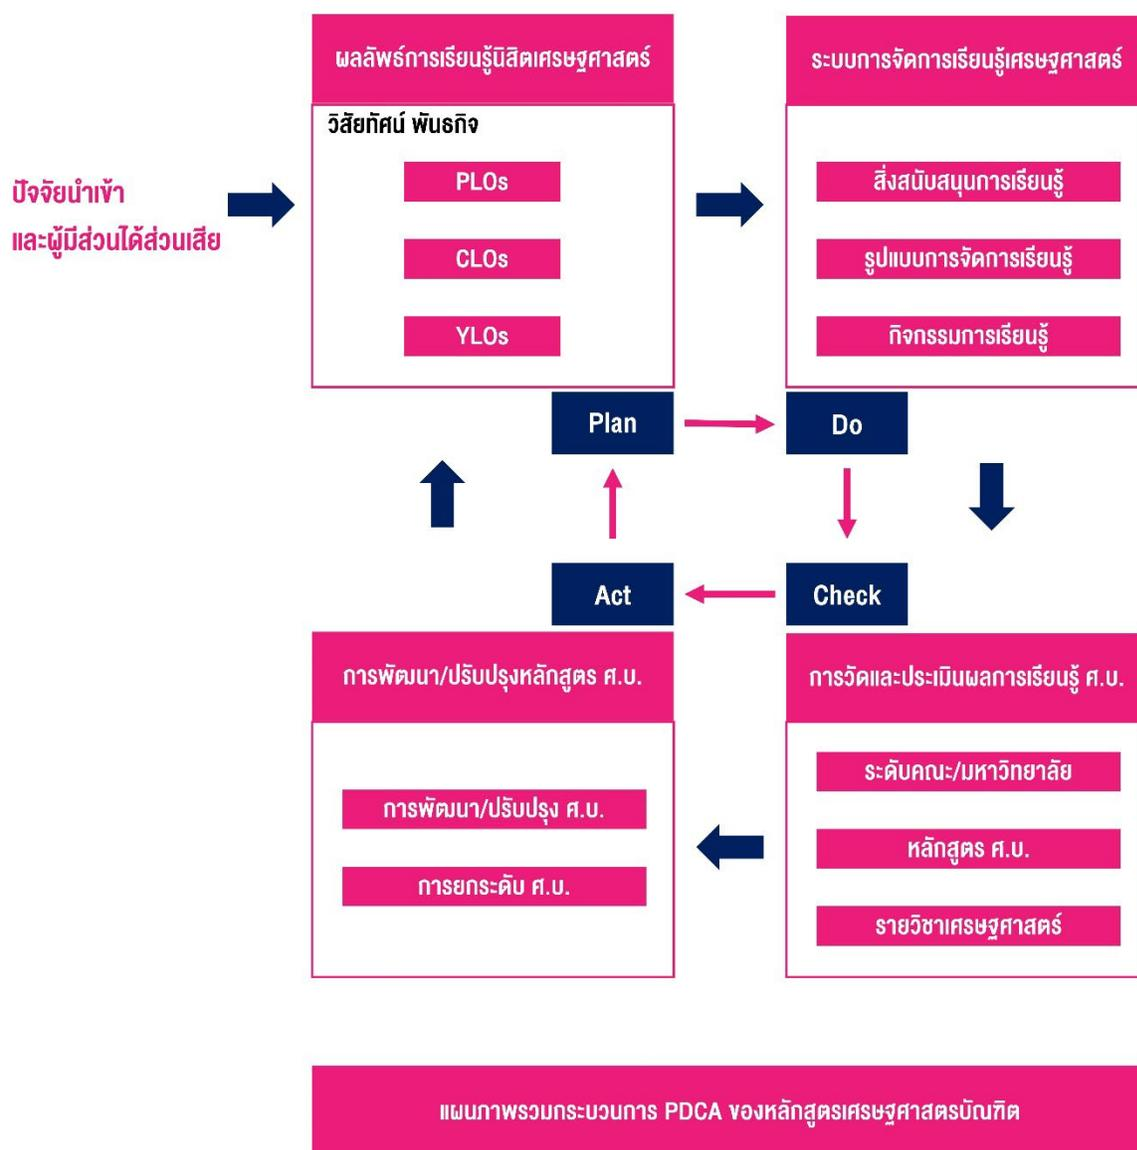 ปัจจัยนำเข้า
และผู้มีส่วนได้ส่วนเสีย
ผลลัพธ์การเรียนรู้นิสิตเศรษฐศาสตร์
วิสัยทัศน์ พันธกิจ
PLOs
CLOs
YLOs
ระบบการจัดการเรียนรู้เศรษฐศาสตร์
สิ่งสนับสนุนการเรียนรู้
รูปแบบการจัดการเรียนรู้
กิจกรรมการเรียนรู้
Plan
Do
Act
Check
การพัฒนา/ปรับปรุงหลักสูตร ศ.บ.
การพัฒนา/ปรับปรุง ศ.บ.
การยกระดับ ศ.บ.
การวัดและประเมินผลการเรียนรู้ ศ.บ.
ระดับคณะ/มหาวิทยาลัย
หลักสูตร ศ.บ.
รายวิชาเศรษฐศาสตร์
แผนภาพรวมกระบวนการ PDCA ของหลักสูตรเศรษฐศาสตรบัณฑิต